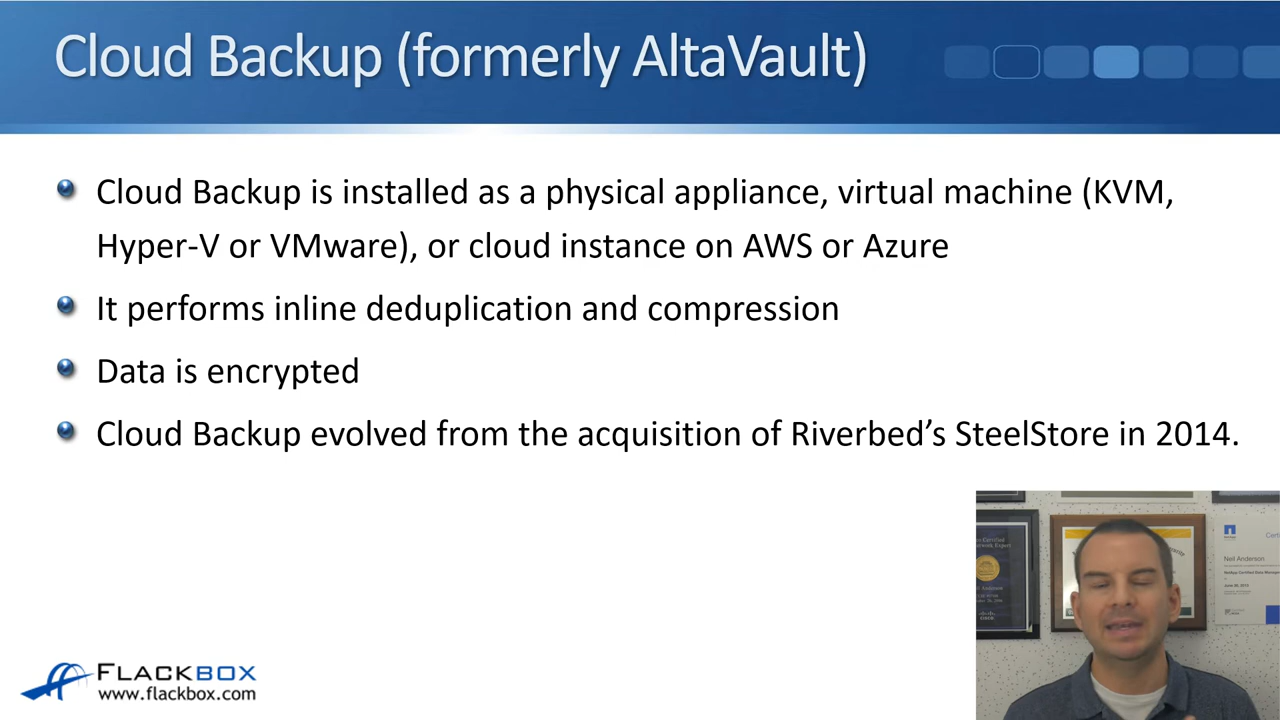 Cloud Backup (formerly AltaVault)
Cloud Backup is installed as a physical appliance, virtual machine (KVM,
Hyper-V or VMware), or cloud instance on AWS or Azure
It performs inline deduplication and compression
Data is encrypted
Cloud Backup evolved from the acquisition of Riverbed’s SteelStore in 2014.
Neil Anderson
FLACKBOX
www.flackbox.com